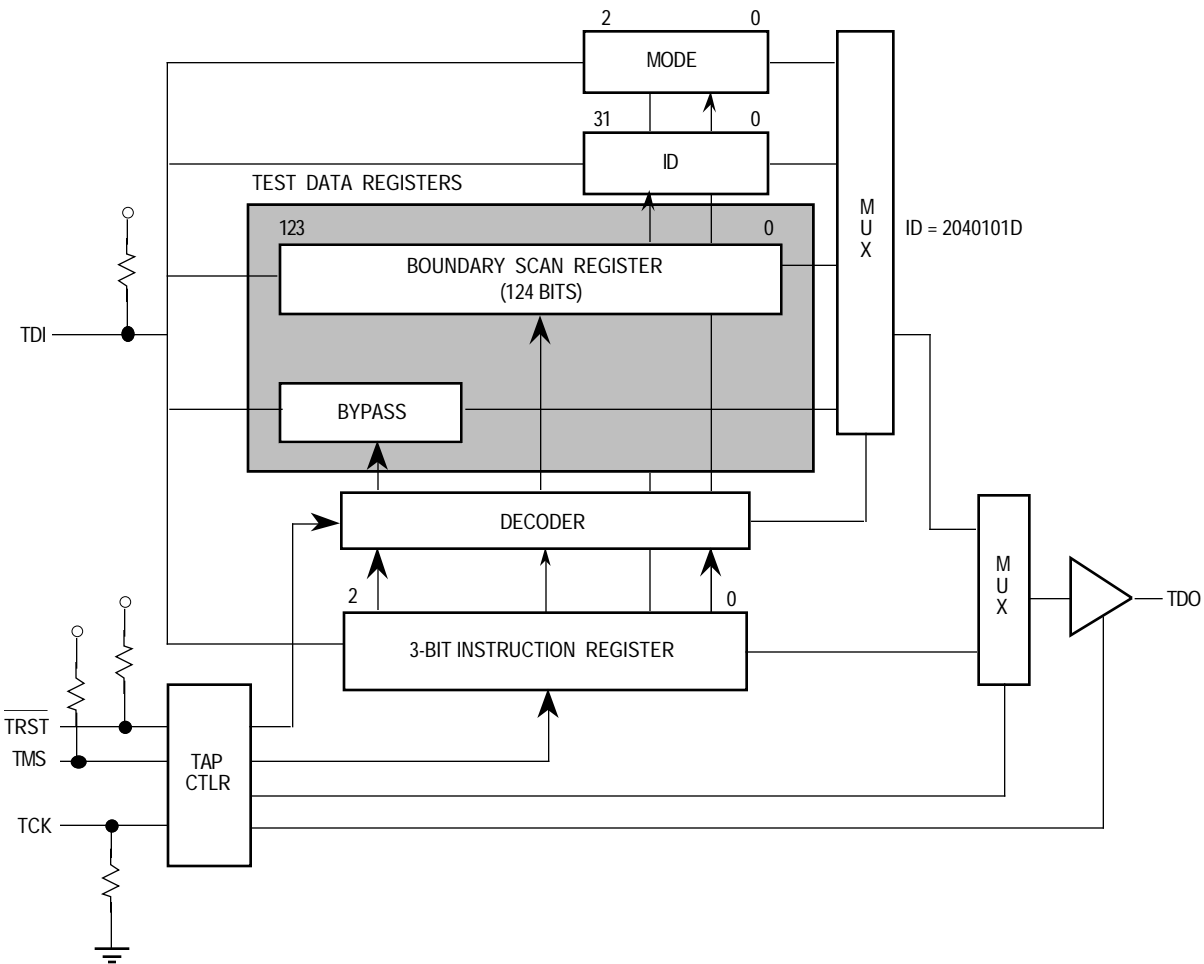 2 0
MODE
31 0
ID
TEST DATA REGISTERS
123 0
BOUNDARY SCAN REGISTER
(124 BITS)
M
U
X
ID = 2040101D
TDI
BYPASS
DECODER
2 0
3-BIT INSTRUCTION REGISTER
M
U
X
TDO
TRST
TMS
TCK
TAP
CTLR